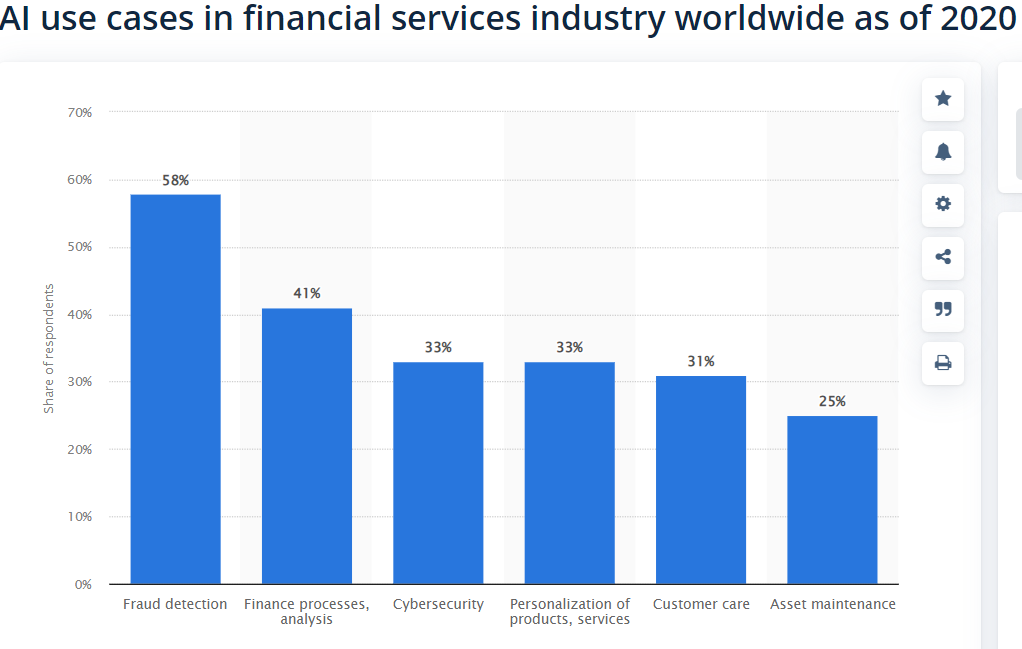 AI use cases in financial services industry worldwide as of 2020
70%
60%
50%
40%
30%
20%
10%
0%
Share of respondents
58%
41%
33%
33%
31%
25%
Fraud detection
Finance processes,
analysis
Cybersecurity
Personalization of
products, services
Customer care
Asset maintenance